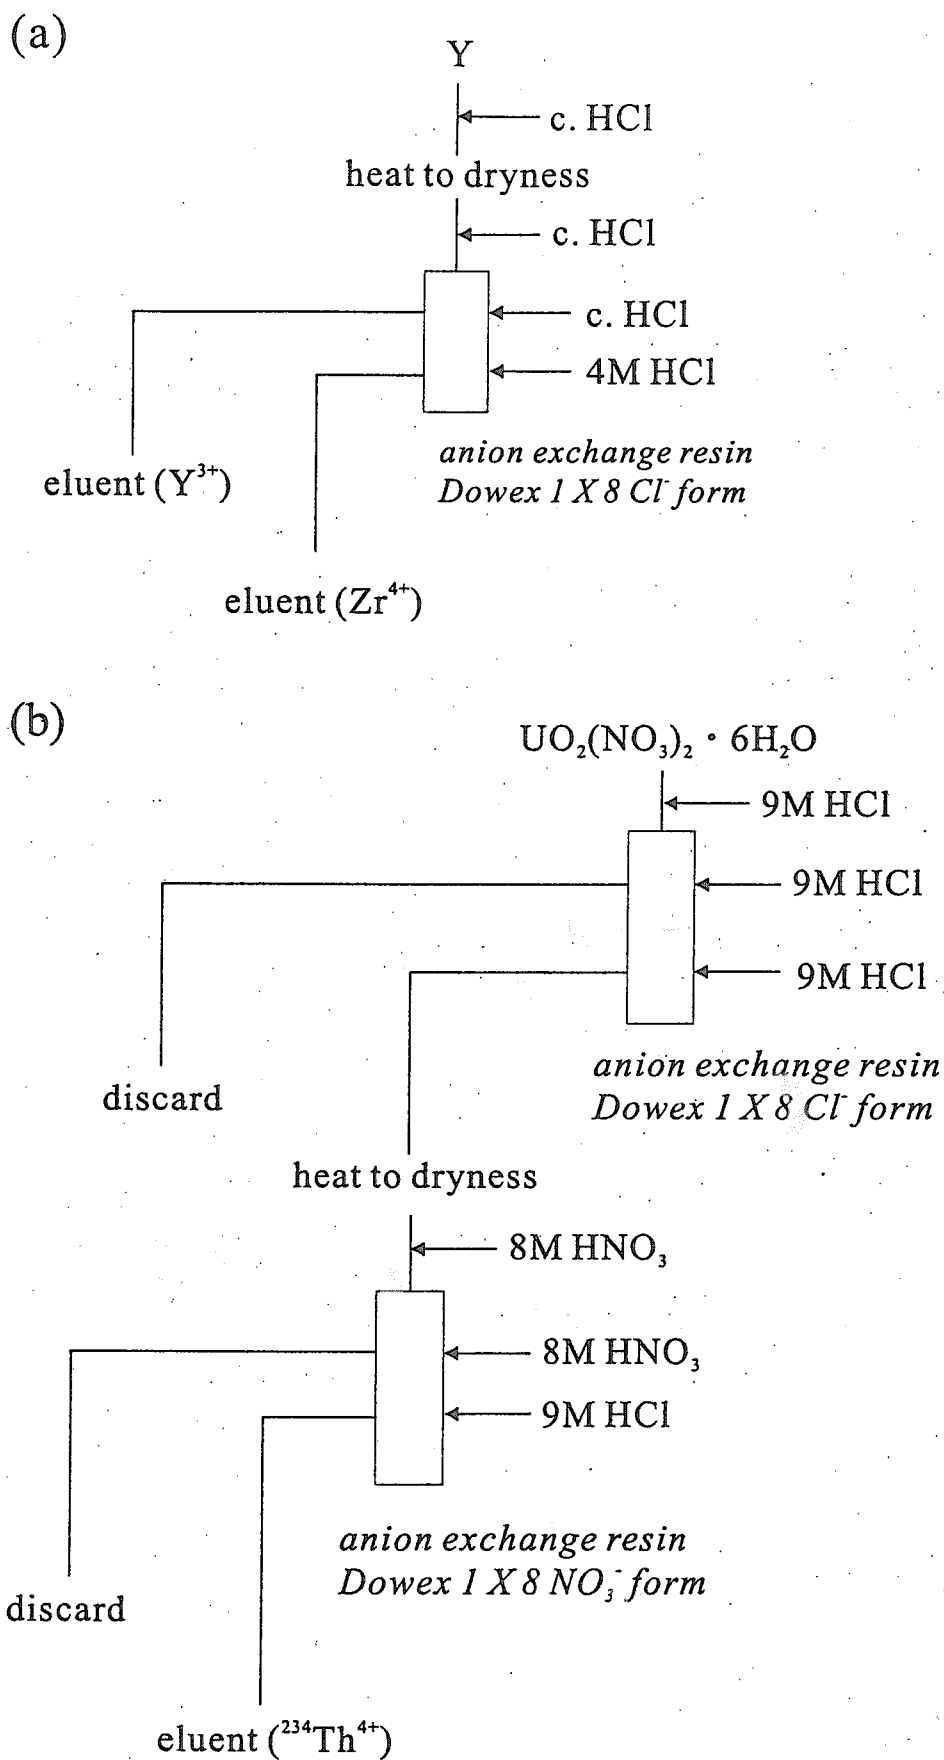 (a)
Y
c. HCl
heat to dryness
c. HCl
c. HCl
4M HCl
anion exchange resin
Dowex 1 X 8 Cl⁻ form
eluent (Y³⁺)
eluent (Zr⁴⁺)
(b)
UO₂(NO₃)₂ · 6H₂O
9M HCl
9M HCl
9M HCl
anion exchange resin
Dowex 1 X 8 Cl⁻ form
discard
heat to dryness
8M HNO₃
8M HNO₃
9M HCl
anion exchange resin
Dowex 1 X 8 NO₃⁻ form
discard
eluent (²³⁴Th⁴⁺)